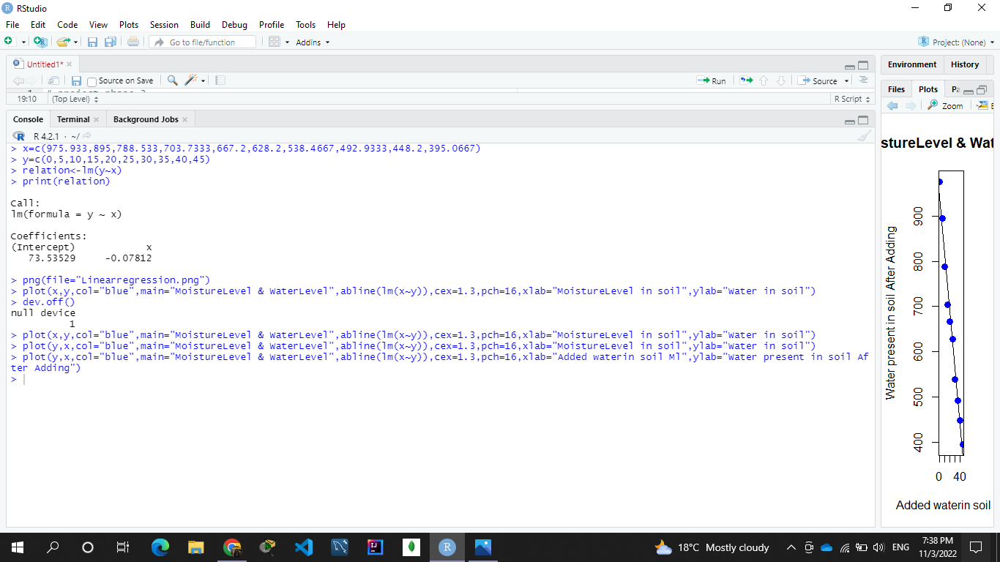 RStudio
File Edit Code View Plots Session Build Debug Profile Tools Help
Go to file/function Addins Project: (None)
Untitled1*
Source on Save Run Source
19:10 (Top Level) R Script
Console Terminal Background Jobs
R 4.2.1 · ~/
> x=c(975.933,895,788.533,703.7333,667.2,628.2,538.4667,492.9333,448.2,395.0667)
> y=c(0,5,10,15,20,25,30,35,40,45)
> relation<-lm(y~x)
> print(relation)
Call:
lm(formula = y ~ x)
Coefficients:
(Intercept) x
73.53529 -0.07812
> png(file="Linearregression.png")
> plot(x,y,col="blue",main="MoistureLevel & WaterLevel",abline(lm(x~y)),cex=1.3,pch=16,xlab="MoistureLevel in soil",ylab="Water in soil")
> dev.off()
null device
1
> plot(x,y,col="blue",main="MoistureLevel & WaterLevel",abline(lm(x~y)),cex=1.3,pch=16,xlab="MoistureLevel in soil",ylab="Water in soil")
> plot(y,x,col="blue",main="MoistureLevel & WaterLevel",abline(lm(x~y)),cex=1.3,pch=16,xlab="MoistureLevel in soil",ylab="Water in soil")
> plot(y,x,col="blue",main="MoistureLevel & WaterLevel",abline(lm(x~y)),cex=1.3,pch=16,xlab="Added waterin soil Ml",ylab="Water present in soil Af
ter Adding")
>
Environment History
Files Plots Pa
Zoom E
stureLevel & Wat
Water present in soil After Adding
900
800
700
600
500
400
0 40
Added waterin soil
18°C Mostly cloudy ENG
7:38 PM
11/3/2022